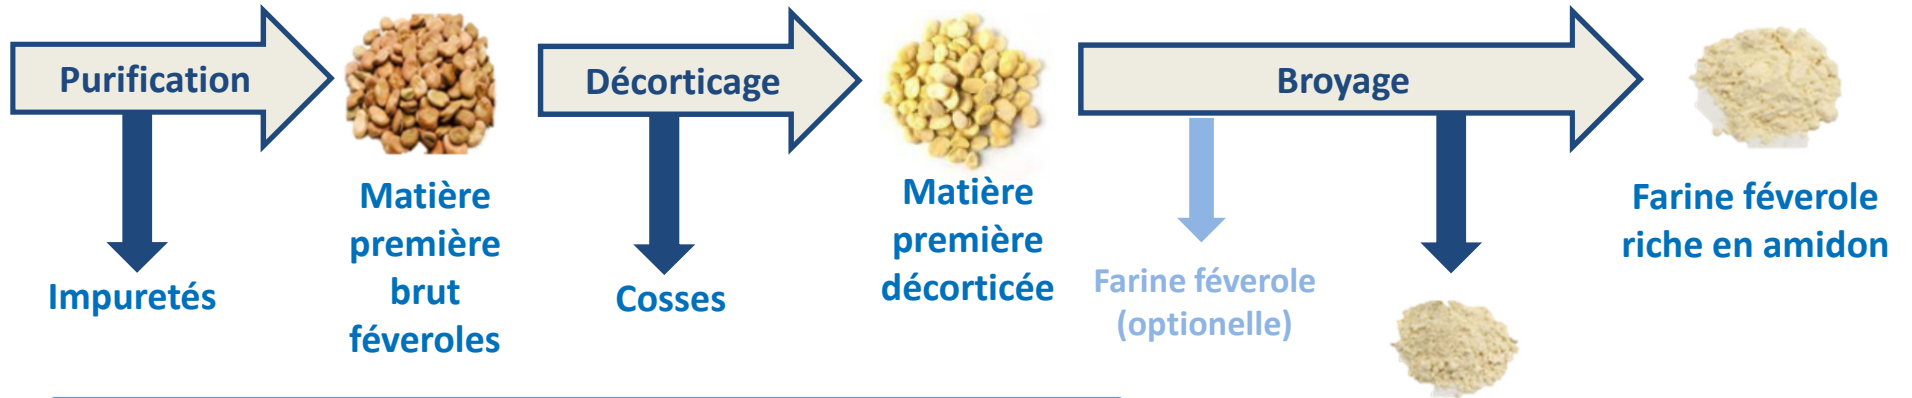 Purification
Décorticage
Broyage
Impuretés
Matière
première
brut
féveroles
Cosses
Matière
première
décorticée
Farine féverole
(optionelle)
Farine féverole
riche en amidon